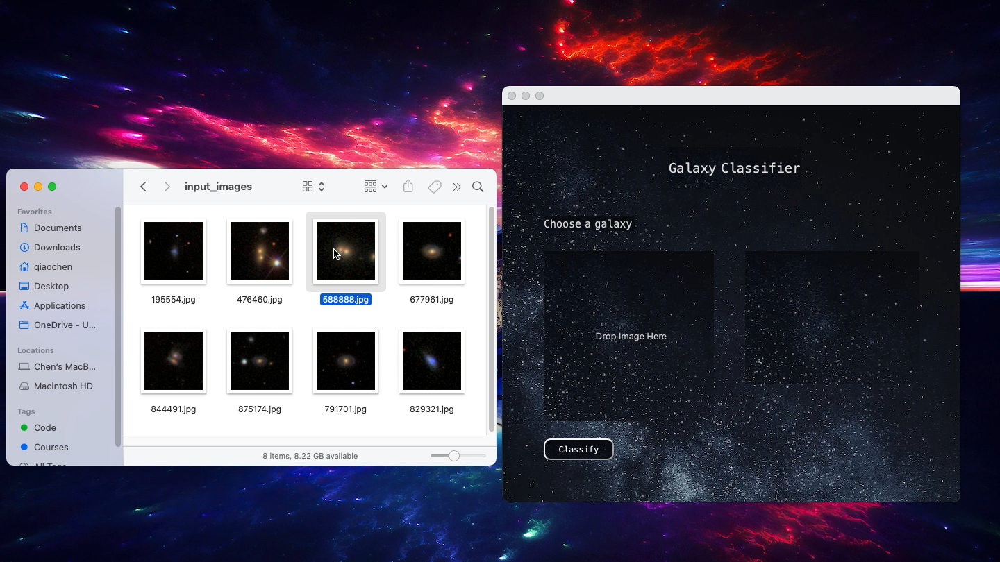 input_images
Favorites
Documents
Downloads
qiaochen
Desktop
Applications
OneDrive - U...
Locations
Chen's MacB...
Macintosh HD
Tags
Code
Courses
All Tags
195554.jpg
476460.jpg
588888.jpg
677961.jpg
844491.jpg
875174.jpg
791701.jpg
829321.jpg
8 items, 8.22 GB available
Galaxy Classifier
Choose a galaxy
Drop Image Here
Classify